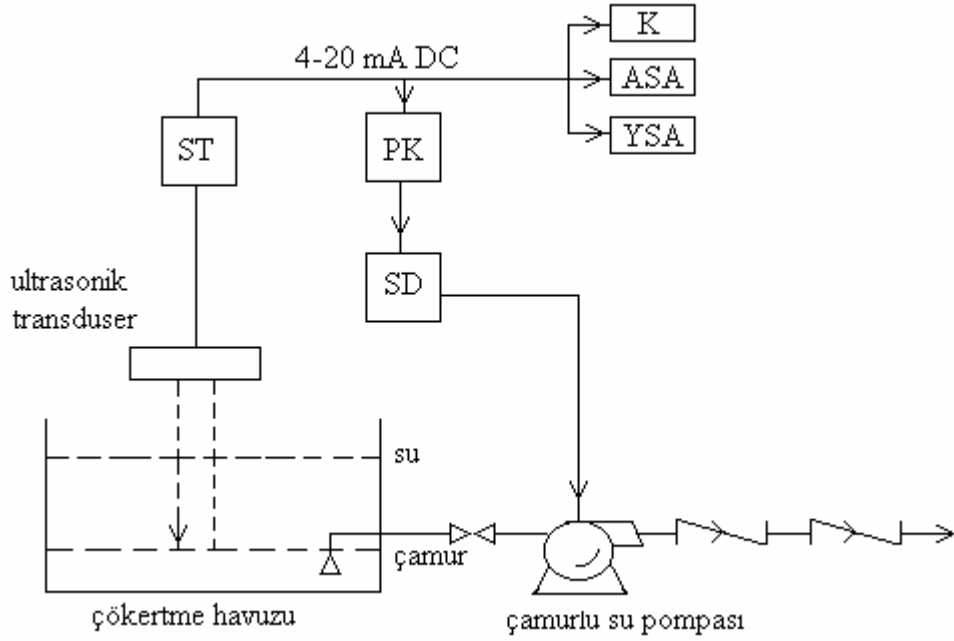 4-20 mA DC
K
ASA
YSA
ST
PK
SD
ultrasonik
transduser
su
çamur
çökertme havuzu
çamurlu su pompası